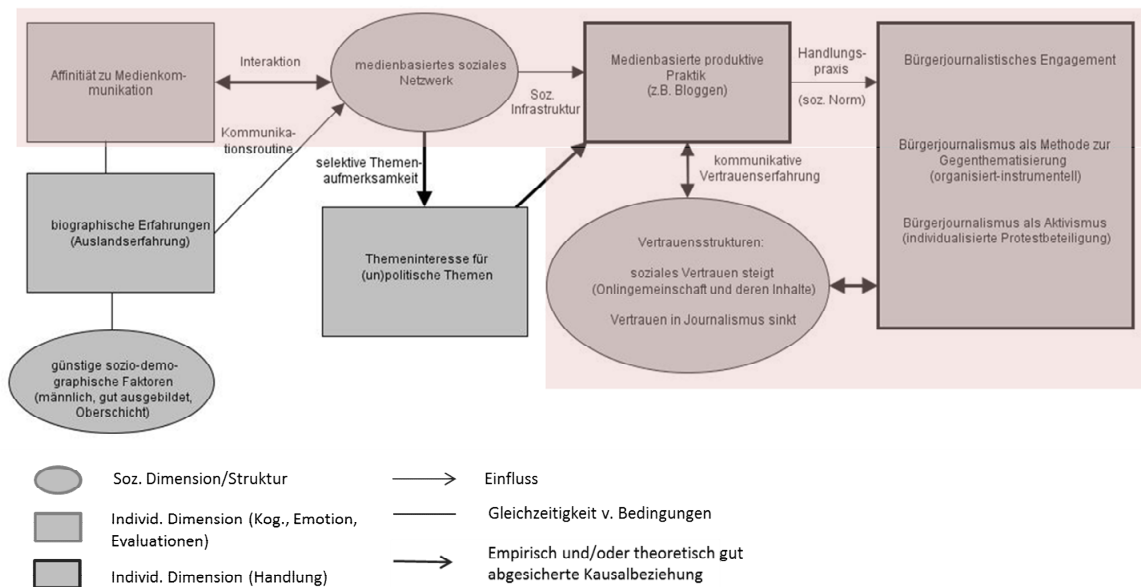 Affinitiät zu Medienkom-
munikation
Interaktion
medienbasiertes soziales
Netzwerk
Soz.
Infrastruktur
Medienbasierte produktive
Praktik
(z.B. Bloggen)
Handlungs-
praxis
(soz. Norm)
Bürgerjournalistisches Engagement
Bürgerjournalismus als Methode zur
Gegenthematisierung
(organisiert-instrumentell)
Bürgerjournalismus als Aktivismus
(individualisierte Protestbeteiligung)
Kommunika-
tionsroutine
selektive Themen-
aufmerksamkeit
kommunikative
Vertrauenserfahrung
biographische Erfahrungen
(Auslandserfahrung)
Themeninteresse für
(un)politische Themen
Vertrauensstrukturen:
soziales Vertrauen steigt
(Onlingemeinschaft und deren Inhalte)
Vertrauen in Journalismus sinkt
günstige sozio-demo-
graphische Faktoren
(männlich, gut ausgebildet,
Oberschicht)
Soz. Dimension/Struktur
Individ. Dimension (Kog., Emotion,
Evaluationen)
Individ. Dimension (Handlung)
Einfluss
Gleichzeitigkeit v. Bedingungen
Empirisch und/oder theoretisch gut
abgesicherte Kausalbeziehung